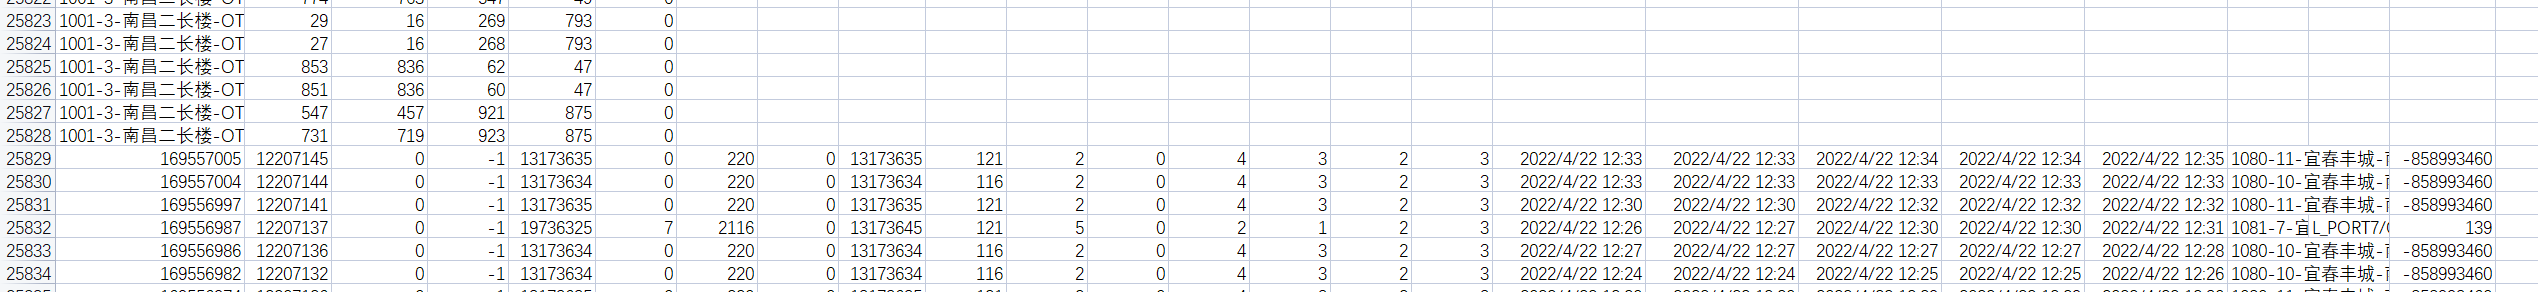 25823 1001-3-南昌二长楼-OT 29 16 269 793 0
25824 1001-3-南昌二长楼-OT 27 16 268 793 0
25825 1001-3-南昌二长楼-OT 853 836 62 47 0
25826 1001-3-南昌二长楼-OT 851 836 60 47 0
25827 1001-3-南昌二长楼-OT 547 457 921 875 0
25828 1001-3-南昌二长楼-OT 731 719 923 875 0
25829 169557005 12207145 0 -1 13173635 0 220 0 13173635 121 2 0 4 3 2 3 2022/4/22 12:33 2022/4/22 12:33 2022/4/22 12:34 2022/4/22 12:34 2022/4/22 12:35 1080-11-宜春丰城- -858993460
25830 169557004 12207144 0 -1 13173634 0 220 0 13173634 116 2 0 4 3 2 3 2022/4/22 12:33 2022/4/22 12:33 2022/4/22 12:33 2022/4/22 12:33 2022/4/22 12:33 1080-10-宜春丰城- -858993460
25831 169556997 12207141 0 -1 13173635 0 220 0 13173635 121 2 0 4 3 2 3 2022/4/22 12:30 2022/4/22 12:30 2022/4/22 12:32 2022/4/22 12:32 2022/4/22 12:32 1080-11-宜春丰城- -858993460
25832 169556987 12207137 0 -1 19736325 7 2116 0 13173645 121 5 0 2 1 2 3 2022/4/22 12:26 2022/4/22 12:27 2022/4/22 12:30 2022/4/22 12:30 2022/4/22 12:31 1081-7-宜L_PORT7/ 139
25833 169556986 12207136 0 -1 13173634 0 220 0 13173634 116 2 0 4 3 2 3 2022/4/22 12:27 2022/4/22 12:27 2022/4/22 12:27 2022/4/22 12:27 2022/4/22 12:28 1080-10-宜春丰城- -858993460
25834 169556982 12207132 0 -1 13173634 0 220 0 13173634 116 2 0 4 3 2 3 2022/4/22 12:24 2022/4/22 12:24 2022/4/22 12:25 2022/4/22 12:25 2022/4/22 12:26 1080-10-宜春丰城- -858993460